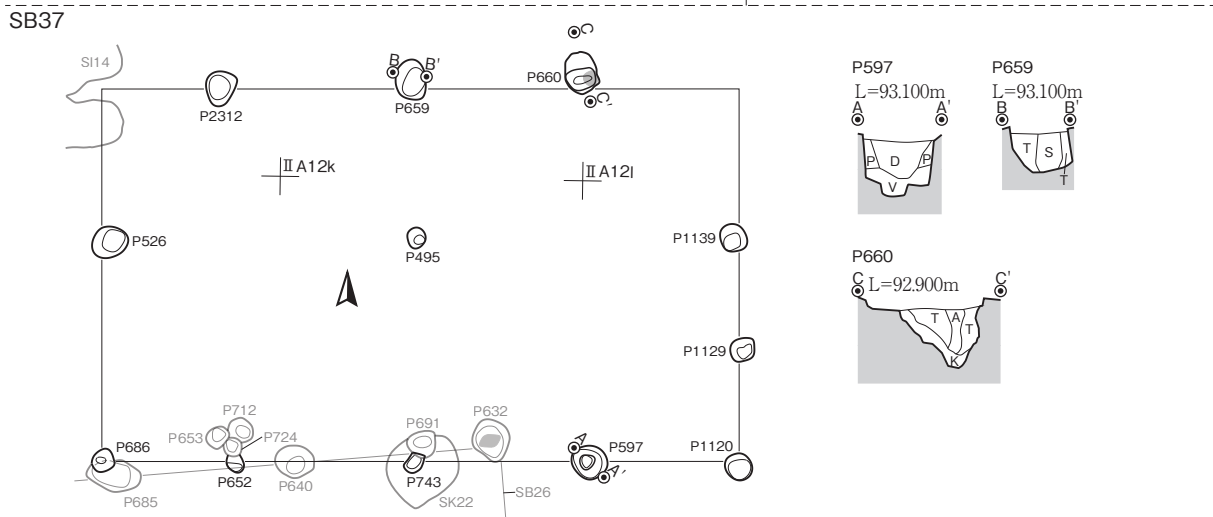 SB37
SI14
P2312
B
B'
P659
P660
C
C'
ⅡA12k
ⅡA12l
P526
P495
P1139
P1129
P712
P653
P724
P686
P652
P685
P640
P691
P743
SK22
P632
SB26
A
A'
P597
P1120
P597
L=93.100m
A
A'
P
D
P
V
P659
L=93.100m
B
B'
T
S
T
P660
C
L=92.900m
C'
T
A
T
K